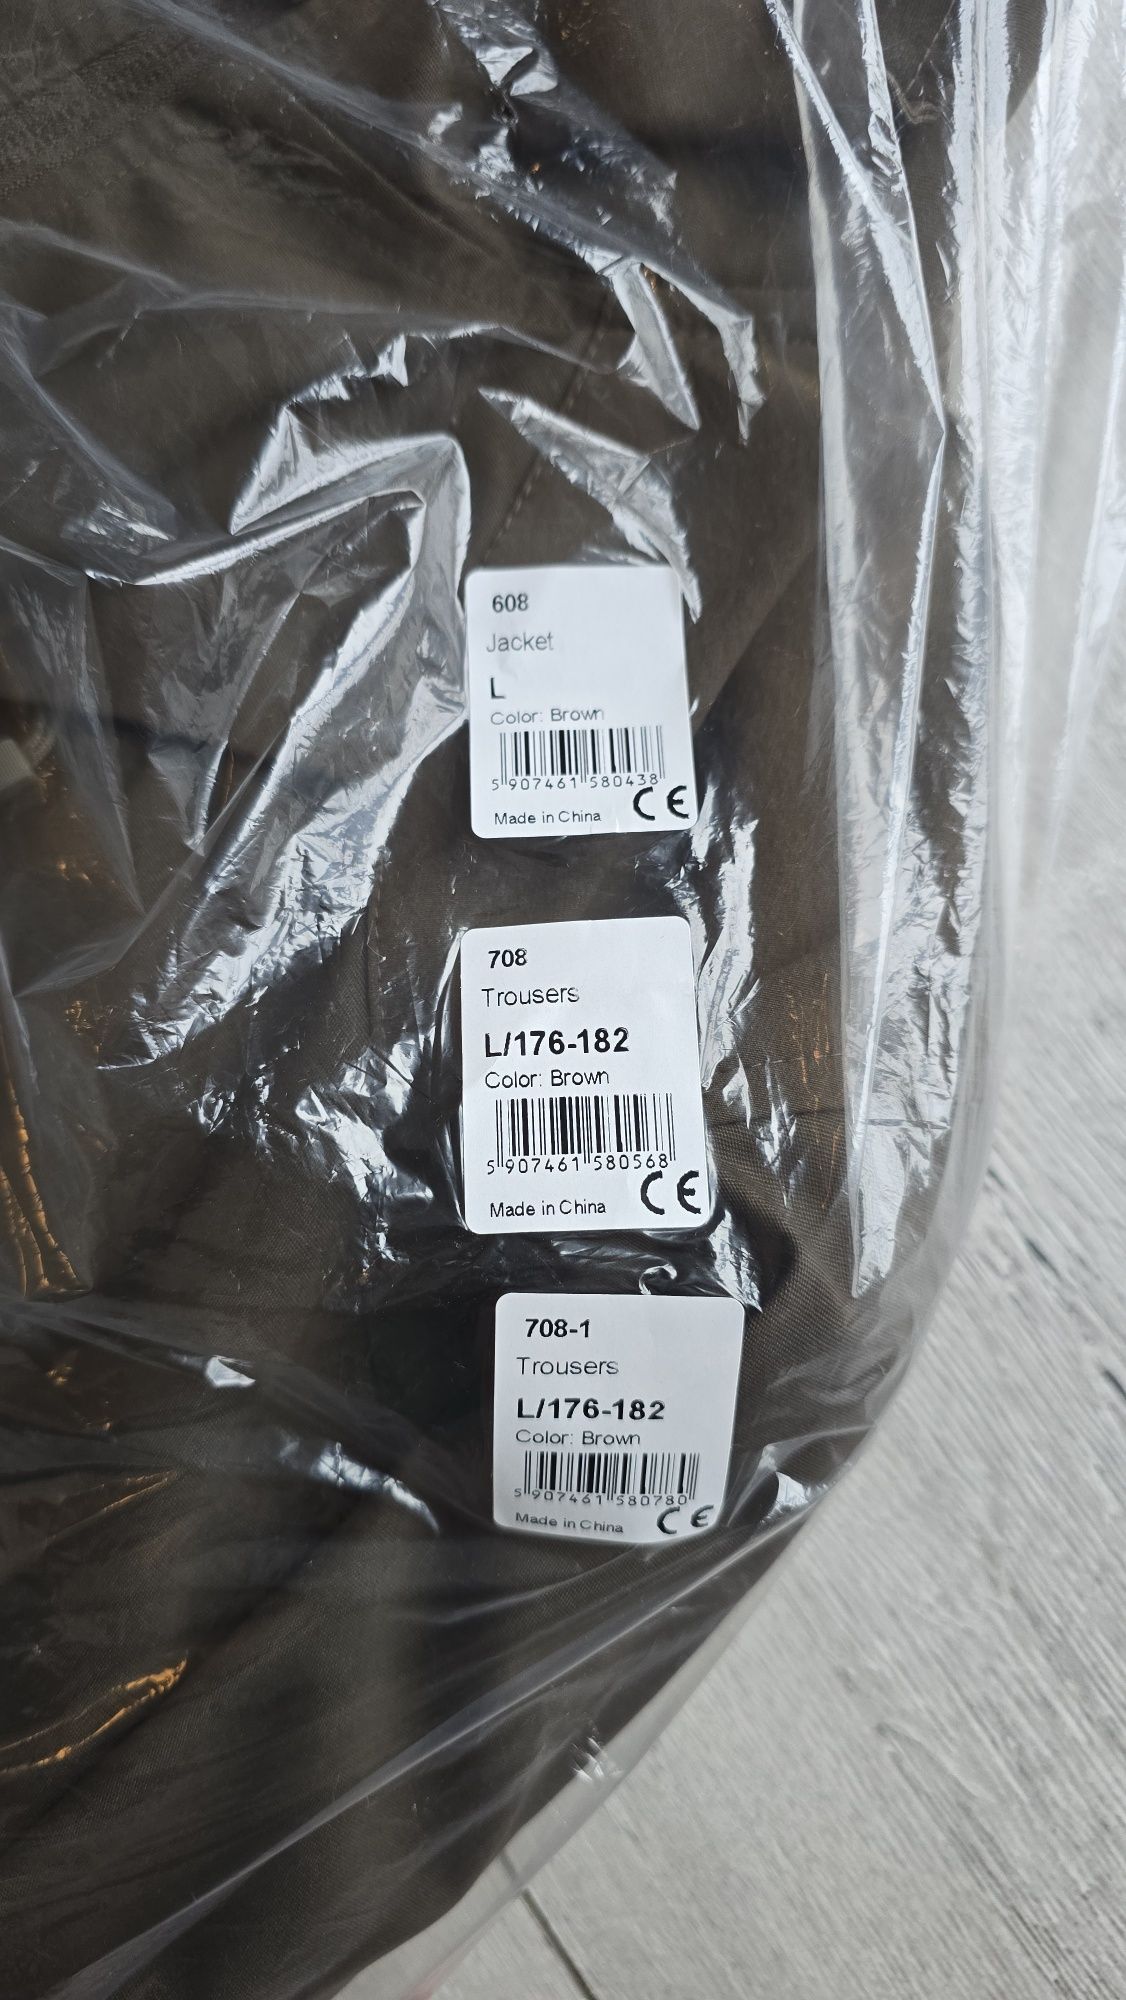 608
Jacket
L
Color: Brown
5 907461 580438
Made in China CE
708
Trousers
L/176-182
Color: Brown
5 907461 580568
Made in China CE
708-1
Trousers
L/176-182
Color: Brown
5 907461 580780
Made in China CE